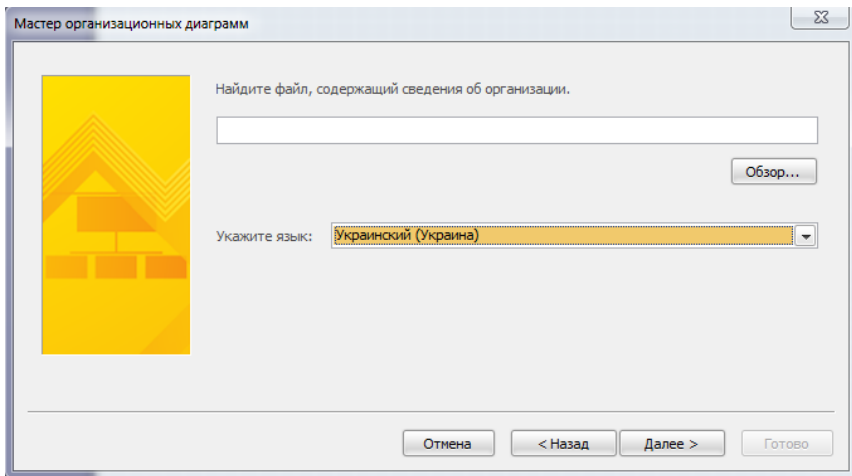 Мастер организационных диаграмм
Найдите файл, содержащий сведения об организации.
Обзор...
Укажите язык: Украинский (Украина)
Отмена < Назад Далее > Готово